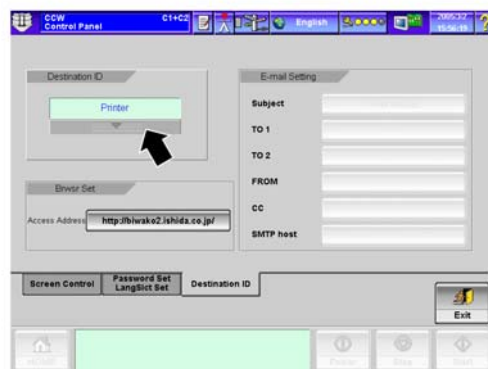 CCW
Control Panel
C1+C2
English
2005/3/2
15:56:19
Destination ID
Printer
E-mail Setting
Subject
TO 1
TO 2
FROM
CC
SMTP host
Brwsr Set
Access Address
http://biwako2.ishida.co.jp/
Screen Control
Password Set
LangSlct Set
Destination ID
Exit
HOME
Power
Stop
Start